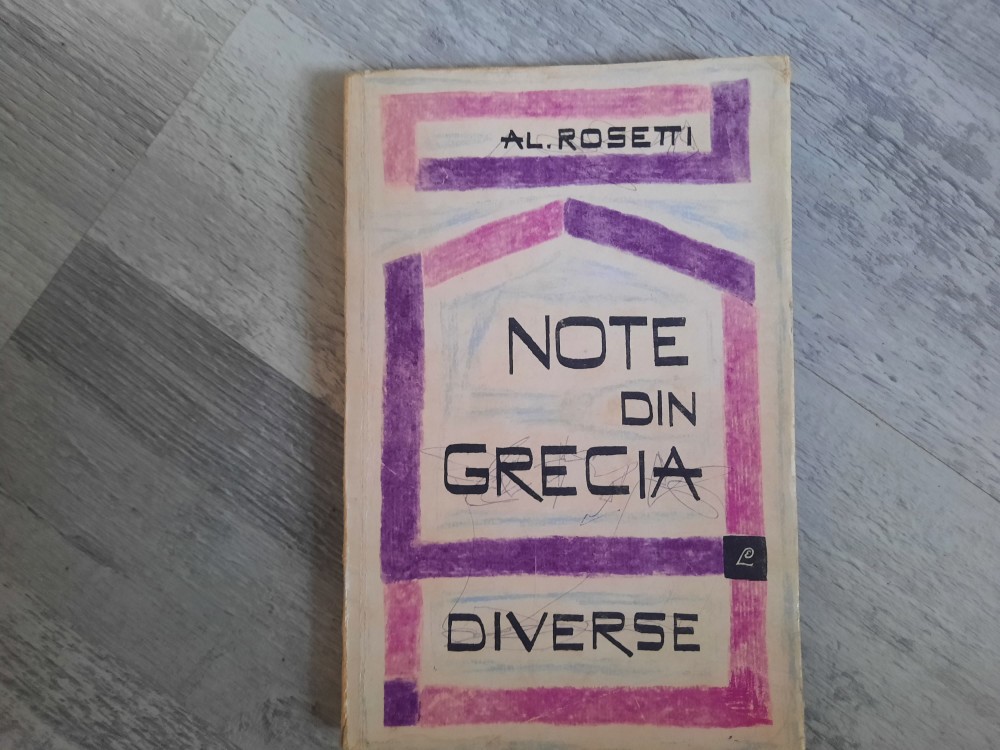 AL. ROSETTI
NOTE
DIN
GRECIA
DIVERSE